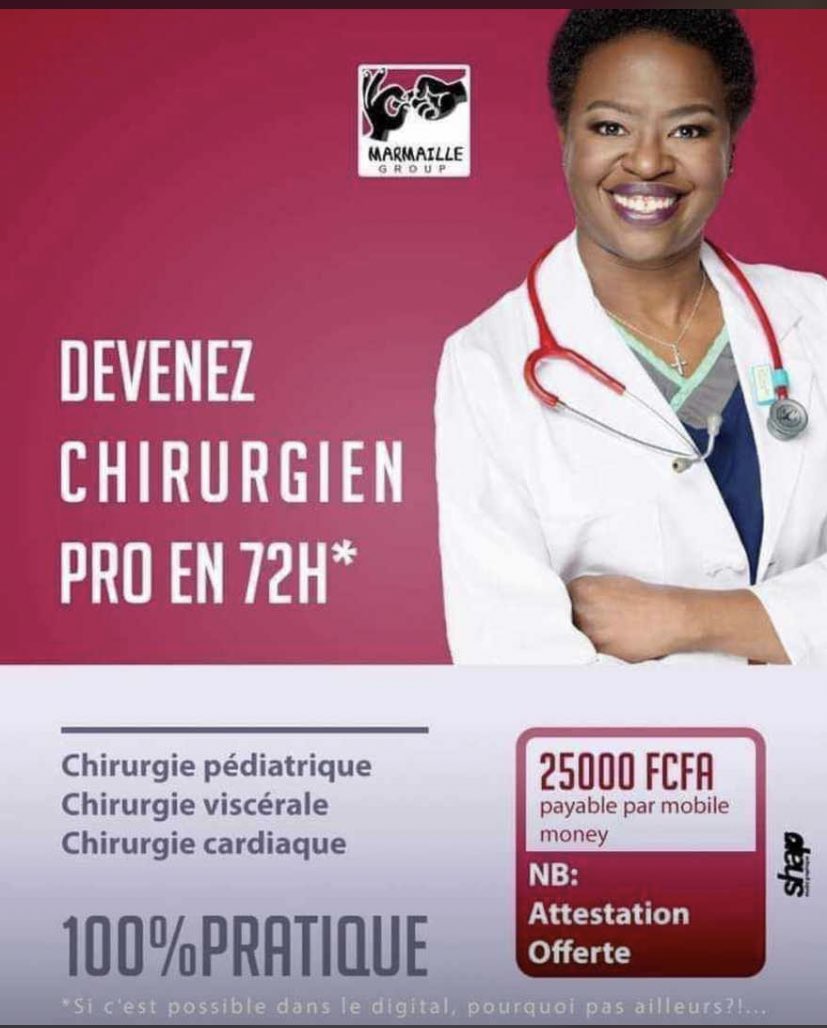 MARMAILLE
GROUP
DEVENEZ
CHIRURGIEN
PRO EN 72H*
Chirurgie pédiatrique
Chirurgie viscérale
Chirurgie cardiaque
100%PRATIQUE
25000 FCFA
payable par mobile
money
NB:
Attestation
Offerte
shap
*Si c'est possible dans le digital, pourquoi pas ailleurs?!...